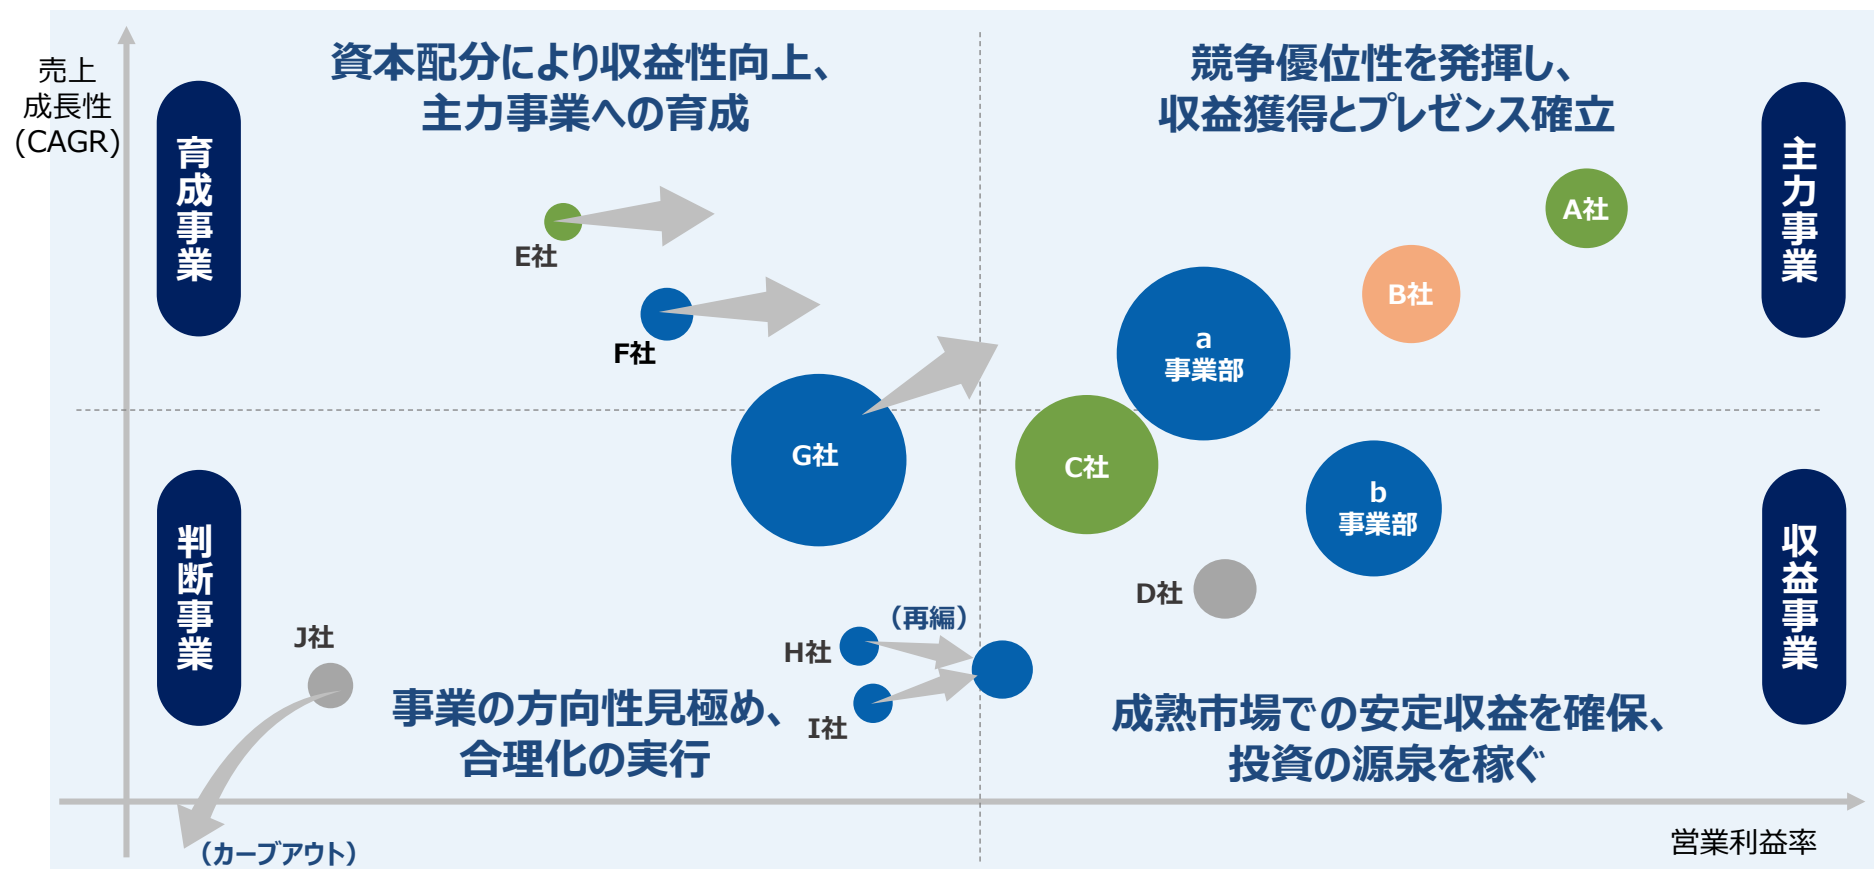 売上
成長性
(CAGR)
資本配分により収益性向上、
主力事業への育成
競争優位性を発揮し、
収益獲得とプレゼンス確立
育成事業
主力事業
E社
F社
G社
A社
B社
a
事業部
C社
b
事業部
D社
判断事業
収益事業
J社
H社
(再編)
I社
事業の方向性見極め、
合理化の実行
成熟市場での安定収益を確保、
投資の源泉を稼ぐ
(カーブアウト)
営業利益率